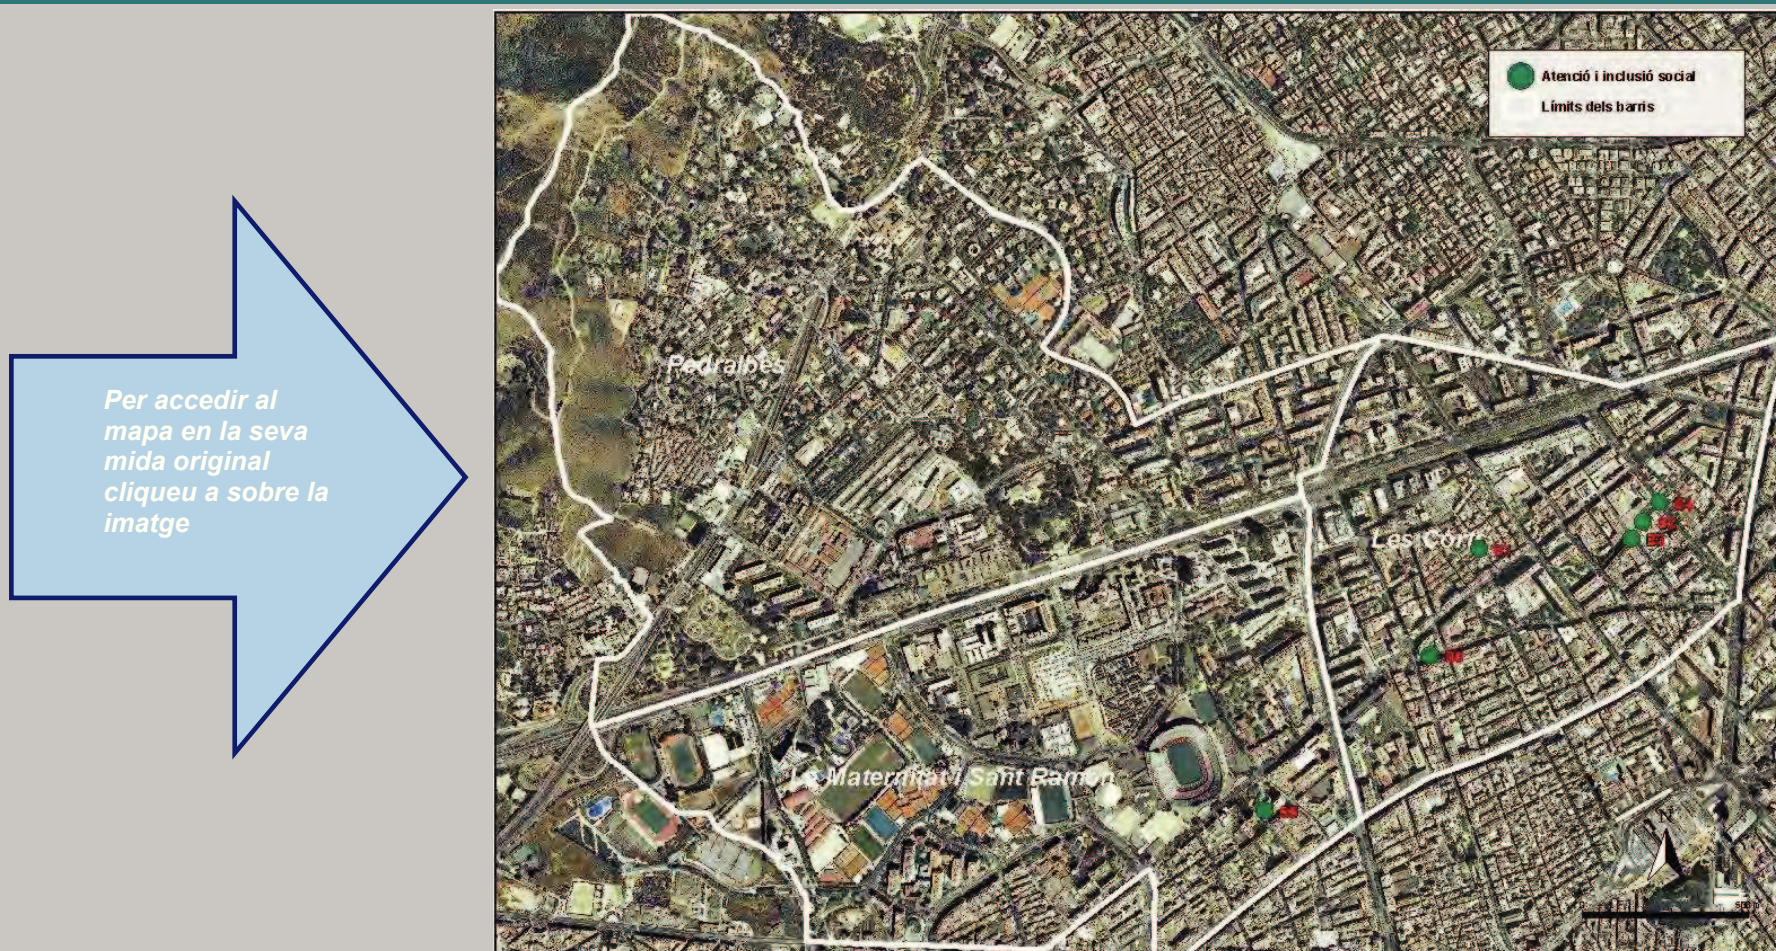 Per accedir al
mapa en la seva
mida original
cliqueu a sobre la
imatge
Atenció i inclusió social
Límits dels barris
Pedralbes
Les Corts
La Maternitat i Sant Ramon
N
0